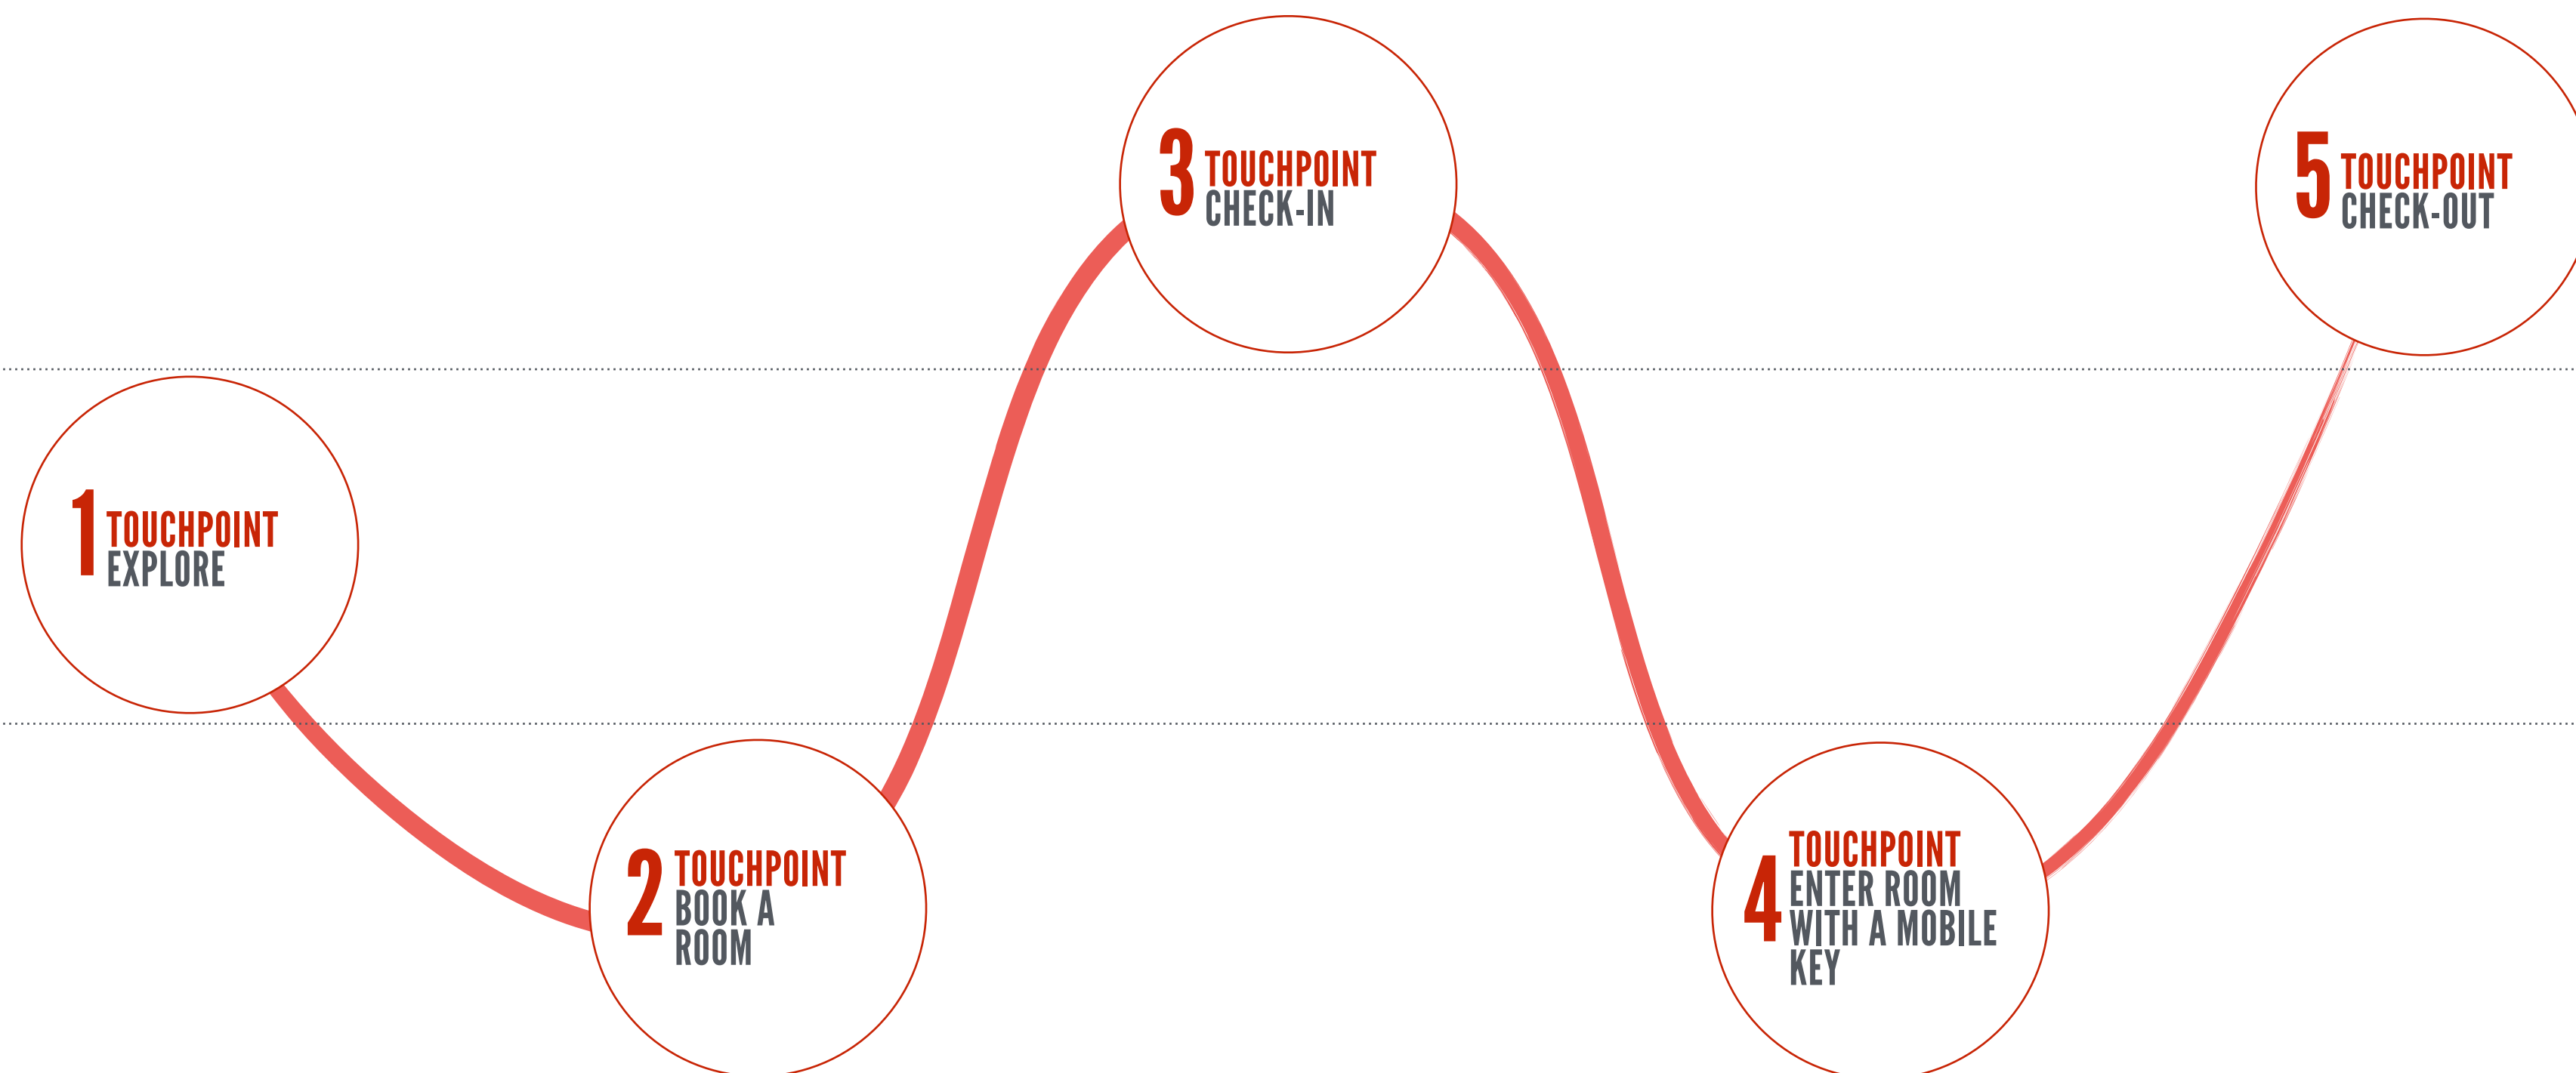 1 TOUCHPOINT
EXPLORE
2 TOUCHPOINT
BOOK A
ROOM
3 TOUCHPOINT
CHECK-IN
4 TOUCHPOINT
ENTER ROOM
WITH A MOBILE
KEY
5 TOUCHPOINT
CHECK-OUT